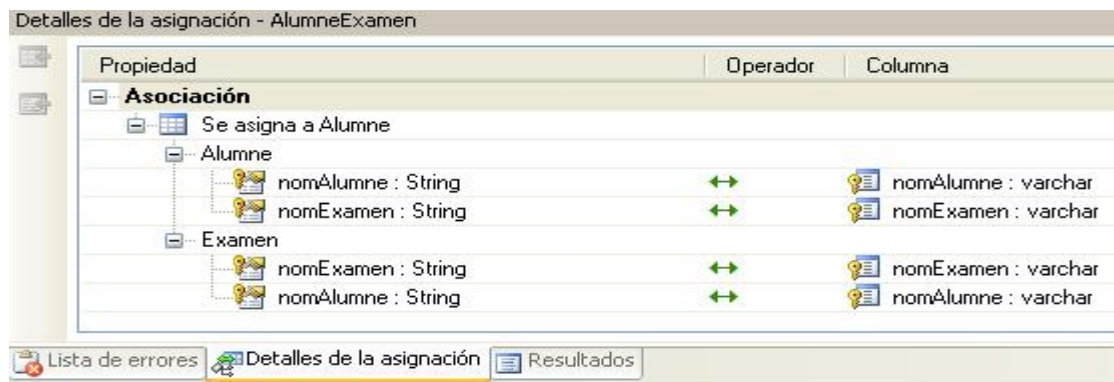 Detalles de la asignación - AlumneExamen
Propiedad Operador Columna
Asociación
Se asigna a Alumne
Alumne
nomAlumne : String nomAlumne : varchar
nomExamen : String nomExamen : varchar
Examen
nomExamen : String nomExamen : varchar
nomAlumne : String nomAlumne : varchar
Lista de errores Detalles de la asignación Resultados